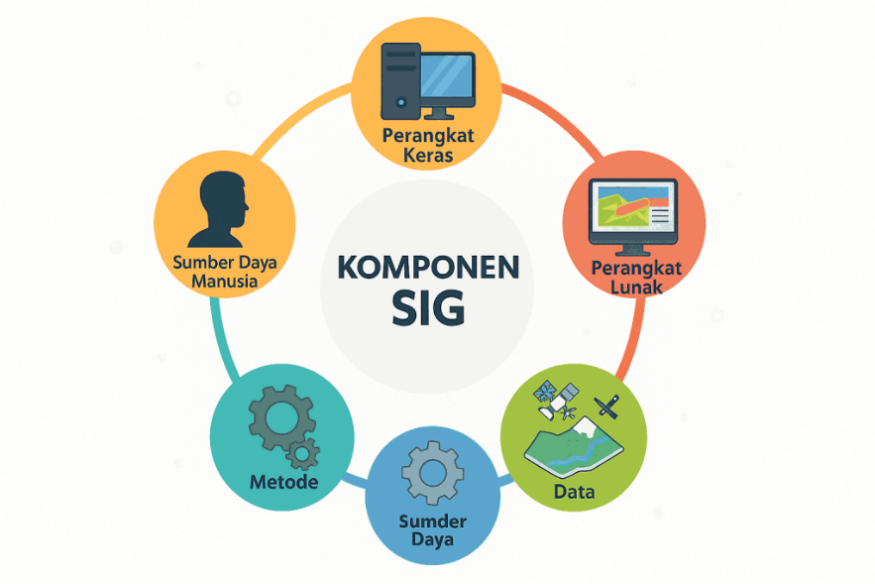 Perangkat
Keras
Sumber Daya
Manusia
Perangkat
Lunak
KOMPONEN
SIG
Metode
Sumder
Daya
Data